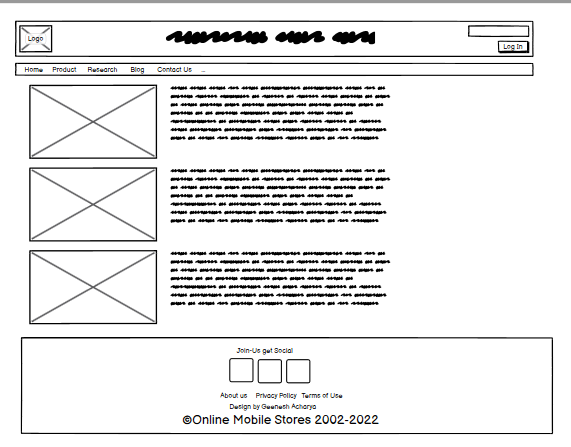 Logo
Log In
Home Product Research Blog Contact Us ...
Join-Us get Social
About us Privacy Policy Terms of Use
Design by Geenesh Acharya
©Online Mobile Stores 2002-2022